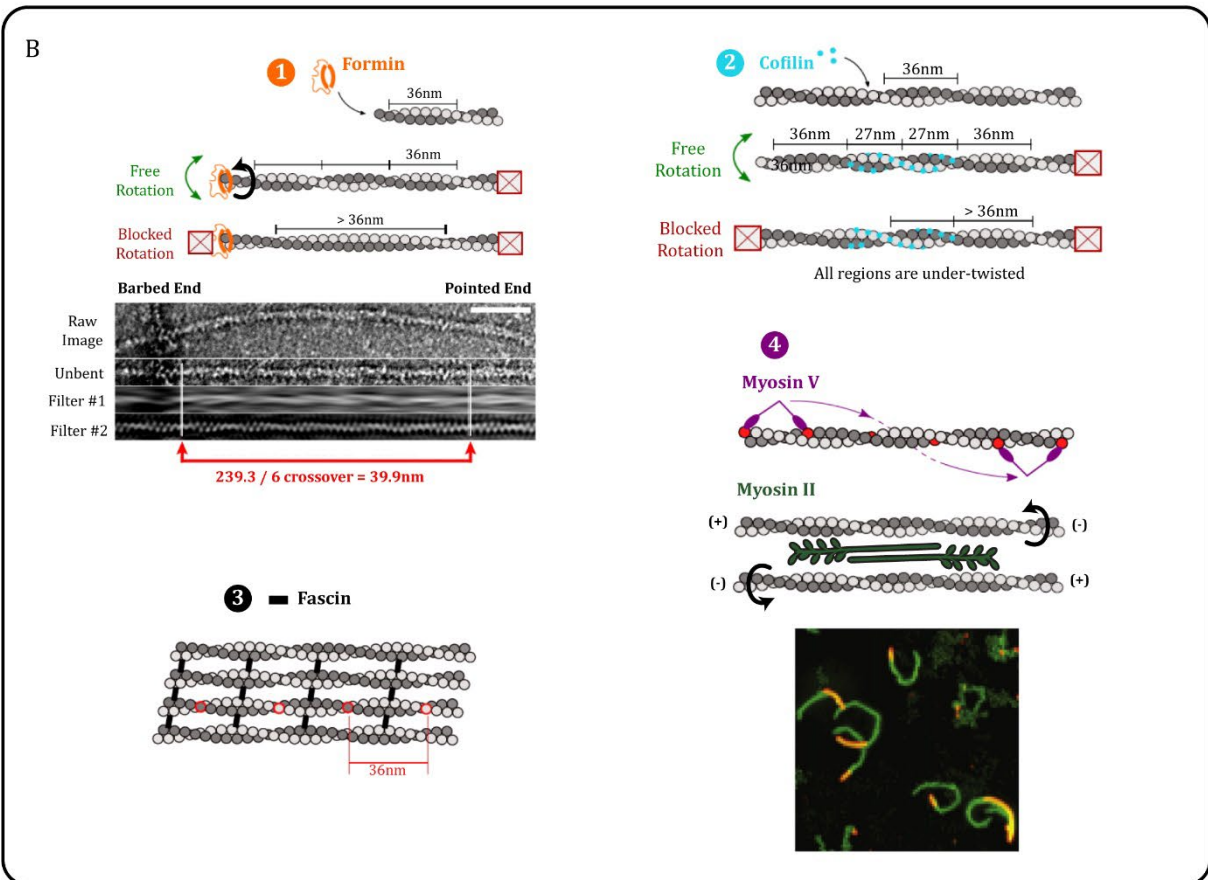 B
1 Formin
36nm
Free
Rotation
36nm
Blocked
Rotation
> 36nm
Barbed End
Pointed End
Raw
Image
Unbent
Filter #1
Filter #2
239.3 / 6 crossover = 39.9nm
2 Cofilin
36nm
Free
Rotation
36nm 27nm 27nm 36nm
36nm
Blocked
Rotation
> 36nm
All regions are under-twisted
3 Fascin
36nm
4
Myosin V
Myosin II
(+) (-)
(-) (+)